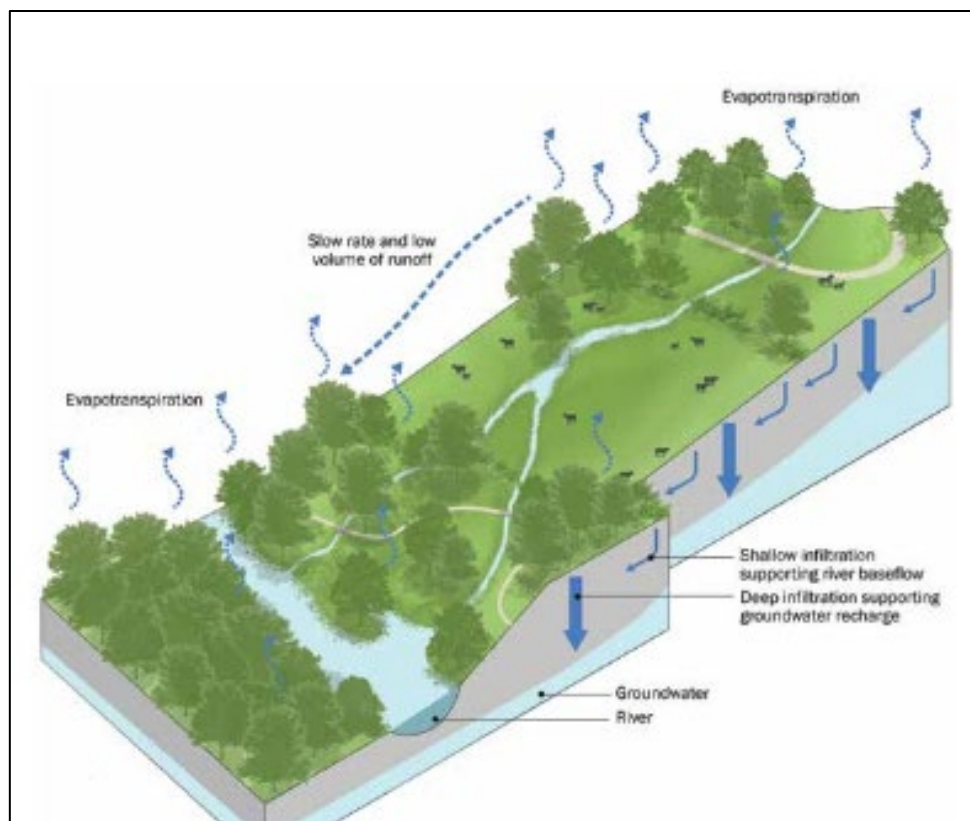 Evapotranspiration
Slow rate and low
volume of runoff
Evapotranspiration
Shallow infiltration
supporting river baseflow
Deep infiltration supporting
groundwater recharge
Groundwater
River